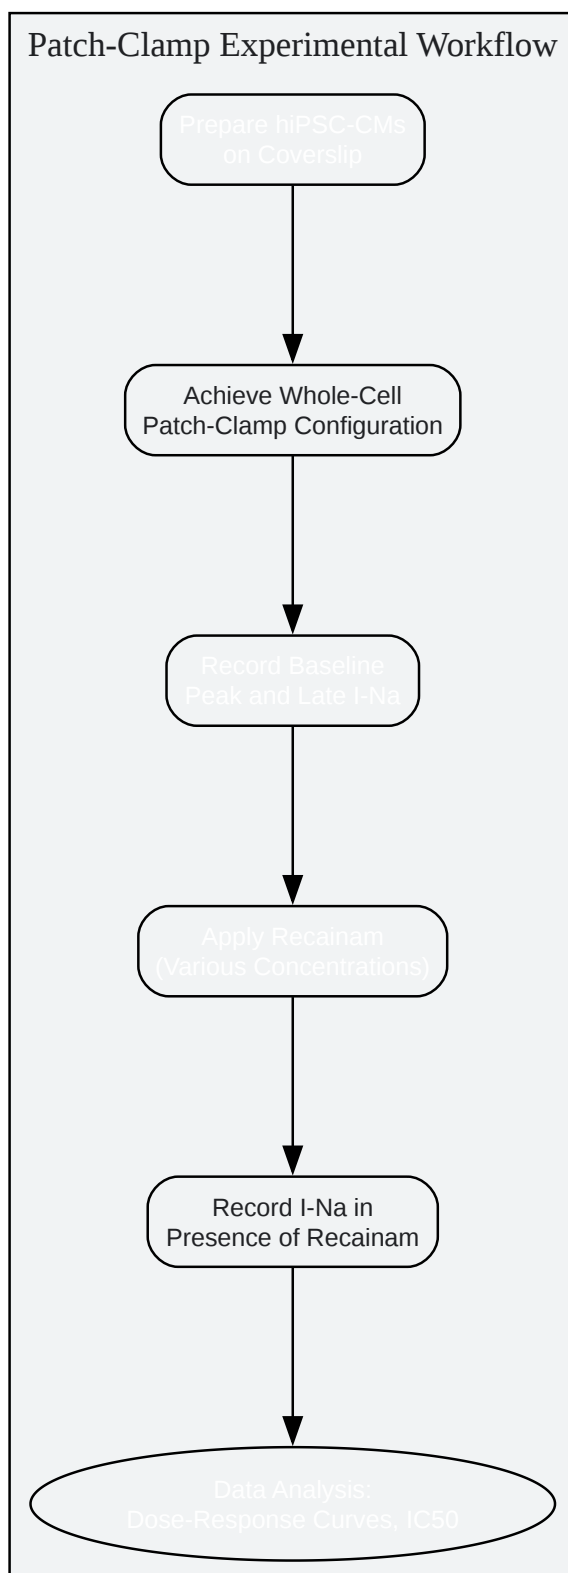 Patch-Clamp Experimental Workflow
Prepare hiPSC-CMs
on Coverslip
Achieve Whole-Cell
Patch-Clamp Configuration
Record Baseline
Peak and Late I-Na
Apply Recainam
(Various Concentrations)
Record I-Na in
Presence of Recainam
Data Analysis:
Dose-Response Curves, IC50